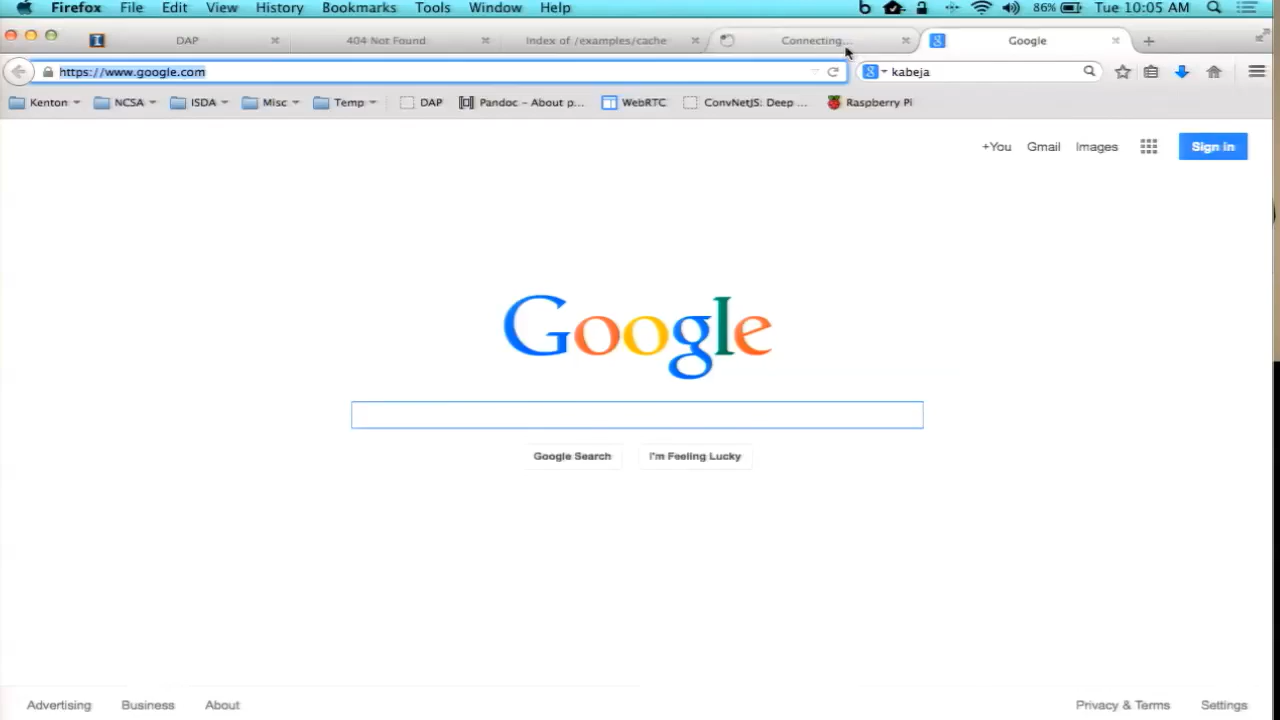 Firefox File Edit View History Bookmarks Tools Window Help 86% Tue 10:05 AM
DAP 404 Not Found Index of /examples/cache Connecting... Google
https://www.google.com kabeja
Kenton NCSA ISDA Misc Temp DAP Pandoc - About p... WebRTC ConvNetJS: Deep ... Raspberry Pi
+You Gmail Images Sign in
Google
Google Search I'm Feeling Lucky
Advertising Business About Privacy & Terms Settings